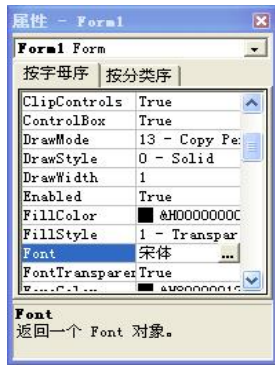 属性 - Form1
Form1 Form
按字母序 按分类序
ClipControls True
ControlBox True
DrawMode 13 - Copy Pe
DrawStyle 0 - Solid
DrawWidth 1
Enabled True
FillColor &H0000000C
FillStyle 1 - Transpar
Font 宋体 ...
FontTransparen True
Font
返回一个 Font 对象。